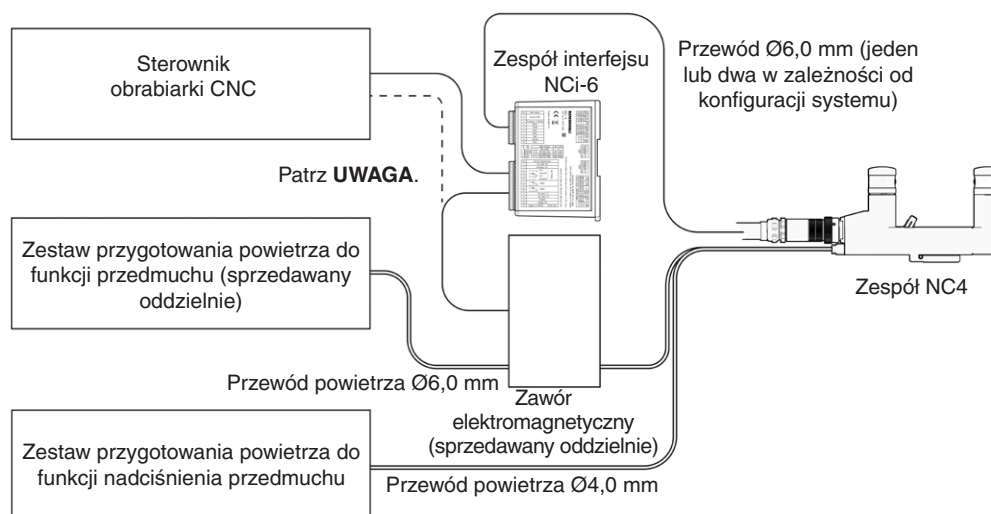 Sterownik
obrabiarki CNC
Zespół interfejsu
NCi-6
Przewód Ø6,0 mm (jeden
lub dwa w zależności od
konfiguracji systemu)
Patrz UWAGA.
Zestaw przygotowania powietrza do
funkcji przedmuchu (sprzedawany
oddzielnie)
Zespół NC4
Przewód powietrza Ø6,0 mm
Zawór
elektromagnetyczny
(sprzedawany oddzielnie)
Zestaw przygotowania powietrza do
funkcji nadciśnienia przedmuchu
Przewód powietrza Ø4,0 mm